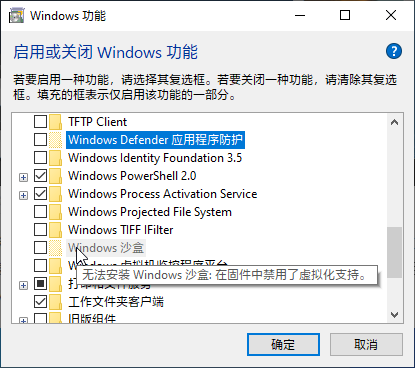 Windows 功能
启用或关闭 Windows 功能
若要启用一种功能，请选择其复选框。若要关闭一种功能，请清除其复选
框。填充的框表示仅启用该功能的一部分。
TFTP Client
Windows Defender 应用程序防护
Windows Identity Foundation 3.5
Windows PowerShell 2.0
Windows Process Activation Service
Windows Projected File System
Windows TIFF IFilter
Windows 沙盒
Windows 虚拟机监控程序平台
无法安装 Windows 沙盒: 在固件中禁用了虚拟化支持。
打印和文件服务
工作文件夹客户端
旧版组件
确定
取消